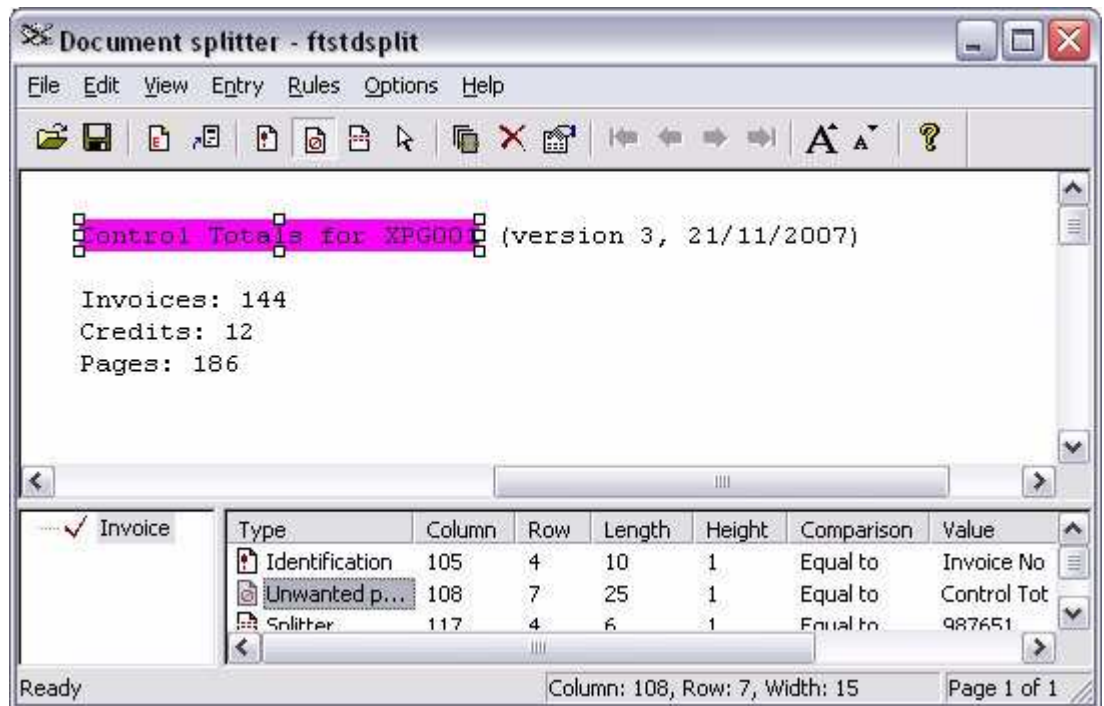 Document splitter - ftstdsplit
File Edit View Entry Rules Options Help
Control Totals for XPG001 (version 3, 21/11/2007)
Invoices: 144
Credits: 12
Pages: 186
Invoice
Type Column Row Length Height Comparison Value
Identification 105 4 10 1 Equal to Invoice No
Unwanted p... 108 7 25 1 Equal to Control Tot
Splitter 117 4 6 1 Equal to 987651
Ready Column: 108, Row: 7, Width: 15 Page 1 of 1